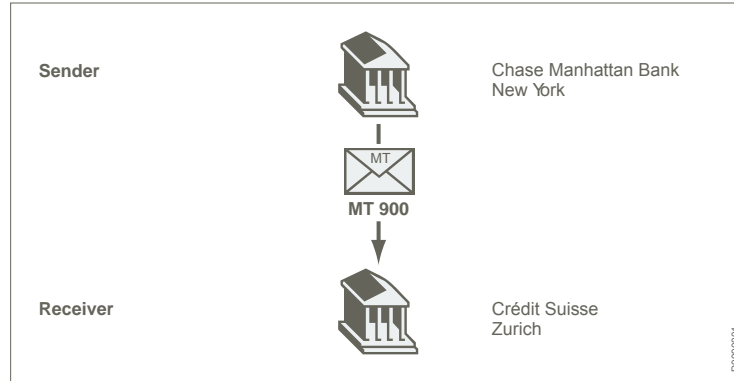 Sender
Chase Manhattan Bank
New York
MT
MT 900
Receiver
Crédit Suisse
Zurich